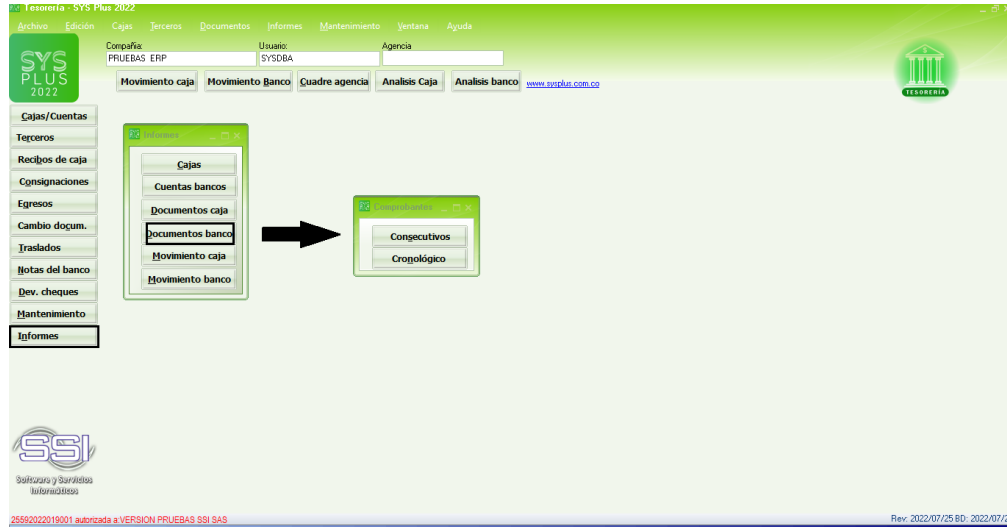 Tesorería - SYS Plus 2022
Archivo Edición Cajas Terceros Documentos Informes Mantenimiento Ventana Ayuda
SYS
PLUS
2022
Compañia: Usuario: Agencia
PRUEBAS ERP SYSDBA
Movimiento caja Movimiento Banco Cuadre agencia Analisis Caja Analisis banco www.sysplus.com.co
TESORERÍA
Cajas/Cuentas
Terceros
Recibos de caja
Consignaciones
Egresos
Cambio docum.
Traslados
Notas del banco
Dev. cheques
Mantenimiento
Informes
Informes
Cajas
Cuentas bancos
Documentos caja
Documentos banco
Movimiento caja
Movimiento banco
Comprobantes
Consecutivos
Cronológico
SSI
Software y Servicios
Informáticos
25592022019001 autorizada a:VERSION PRUEBAS SSI SAS
Rev: 2022/07/25 BD: 2022/07/2